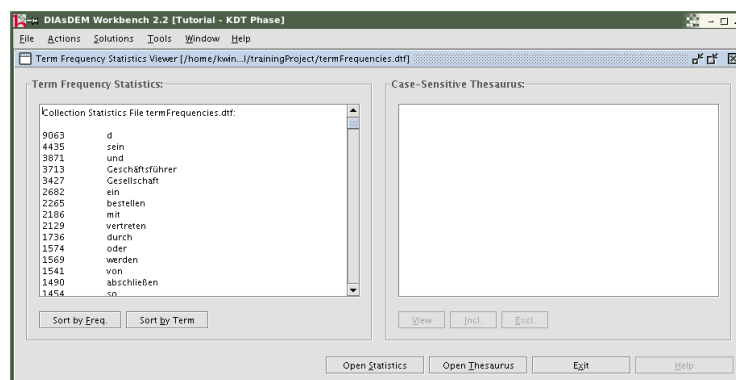 DIAsDEM Workbench 2.2 [Tutorial - KDT Phase]
File Actions Solutions Tools Window Help
Term Frequency Statistics Viewer [/home/kwin...l/trainingProject/termFrequencies.dtf]
Term Frequency Statistics:
Case-Sensitive Thesaurus:
Collection Statistics File termFrequencies.dtf:
9063 d
4435 sein
3871 und
3713 Geschäftsführer
3427 Gesellschaft
2682 ein
2265 bestellen
2186 mit
2129 vertreten
1736 durch
1574 oder
1569 werden
1541 von
1490 abschließen
1454 so
Sort by Freq. Sort by Term
View Incl. Excl.
Open Statistics Open Thesaurus Exit Help